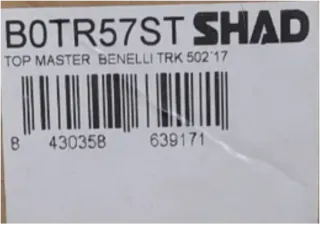 B0TR57ST SHAD
TOP MASTER BENELLI TRK 502´17
8 430358 639171